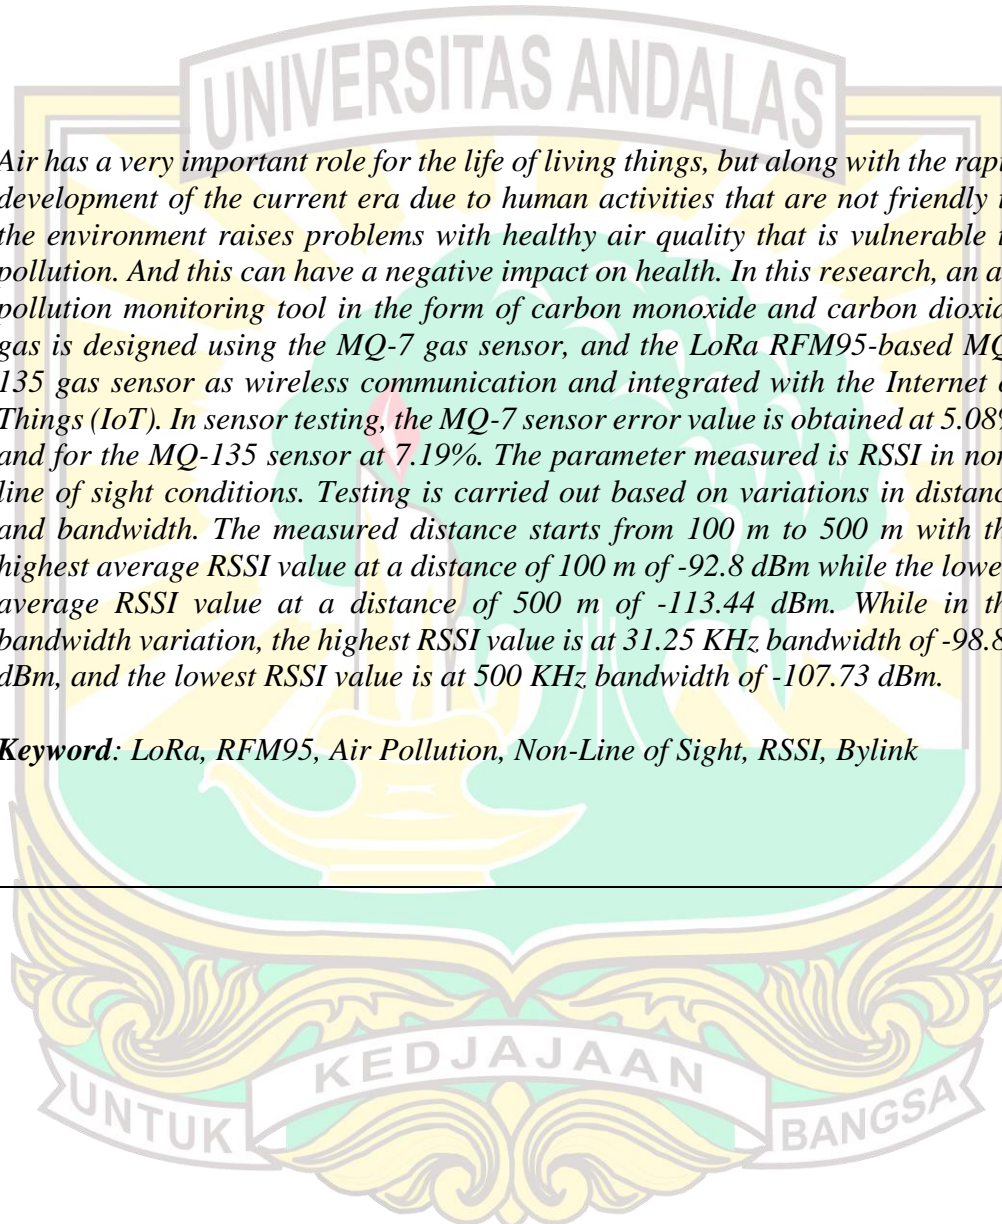 UNIVERSITAS ANDALAS
Air has a very important role for the life of living things, but along with the rapi
development of the current era due to human activities that are not friendly t
the environment raises problems with healthy air quality that is vulnerable t
pollution. And this can have a negative impact on health. In this research, an a
pollution monitoring tool in the form of carbon monoxide and carbon dioxid
gas is designed using the MQ-7 gas sensor, and the LoRa RFM95-based MQ
135 gas sensor as wireless communication and integrated with the Internet o
Things (IoT). In sensor testing, the MQ-7 sensor error value is obtained at 5.08%
and for the MQ-135 sensor at 7.19%. The parameter measured is RSSI in non
line of sight conditions. Testing is carried out based on variations in distanc
and bandwidth. The measured distance starts from 100 m to 500 m with th
highest average RSSI value at a distance of 100 m of -92.8 dBm while the lowe
average RSSI value at a distance of 500 m of -113.44 dBm. While in th
bandwidth variation, the highest RSSI value is at 31.25 KHz bandwidth of -98.8
dBm, and the lowest RSSI value is at 500 KHz bandwidth of -107.73 dBm.
Keyword: LoRa, RFM95, Air Pollution, Non-Line of Sight, RSSI, Bylink
UNTUK KEDJAJAAN BANGSA